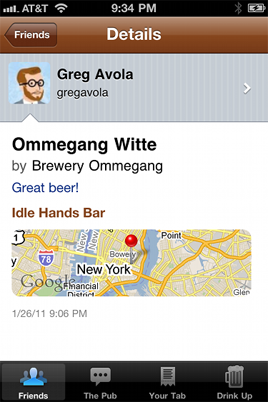 AT&T 9:34 PM
Friends Details
Greg Avola
gregavola
Ommegang Witte
by Brewery Ommegang
Great beer!
Idle Hands Bar
1
Point
78
Bowery
New York
Google
Financial
District
Glen
1/26/11 9:06 PM
Friends The Pub Your Tab Drink Up